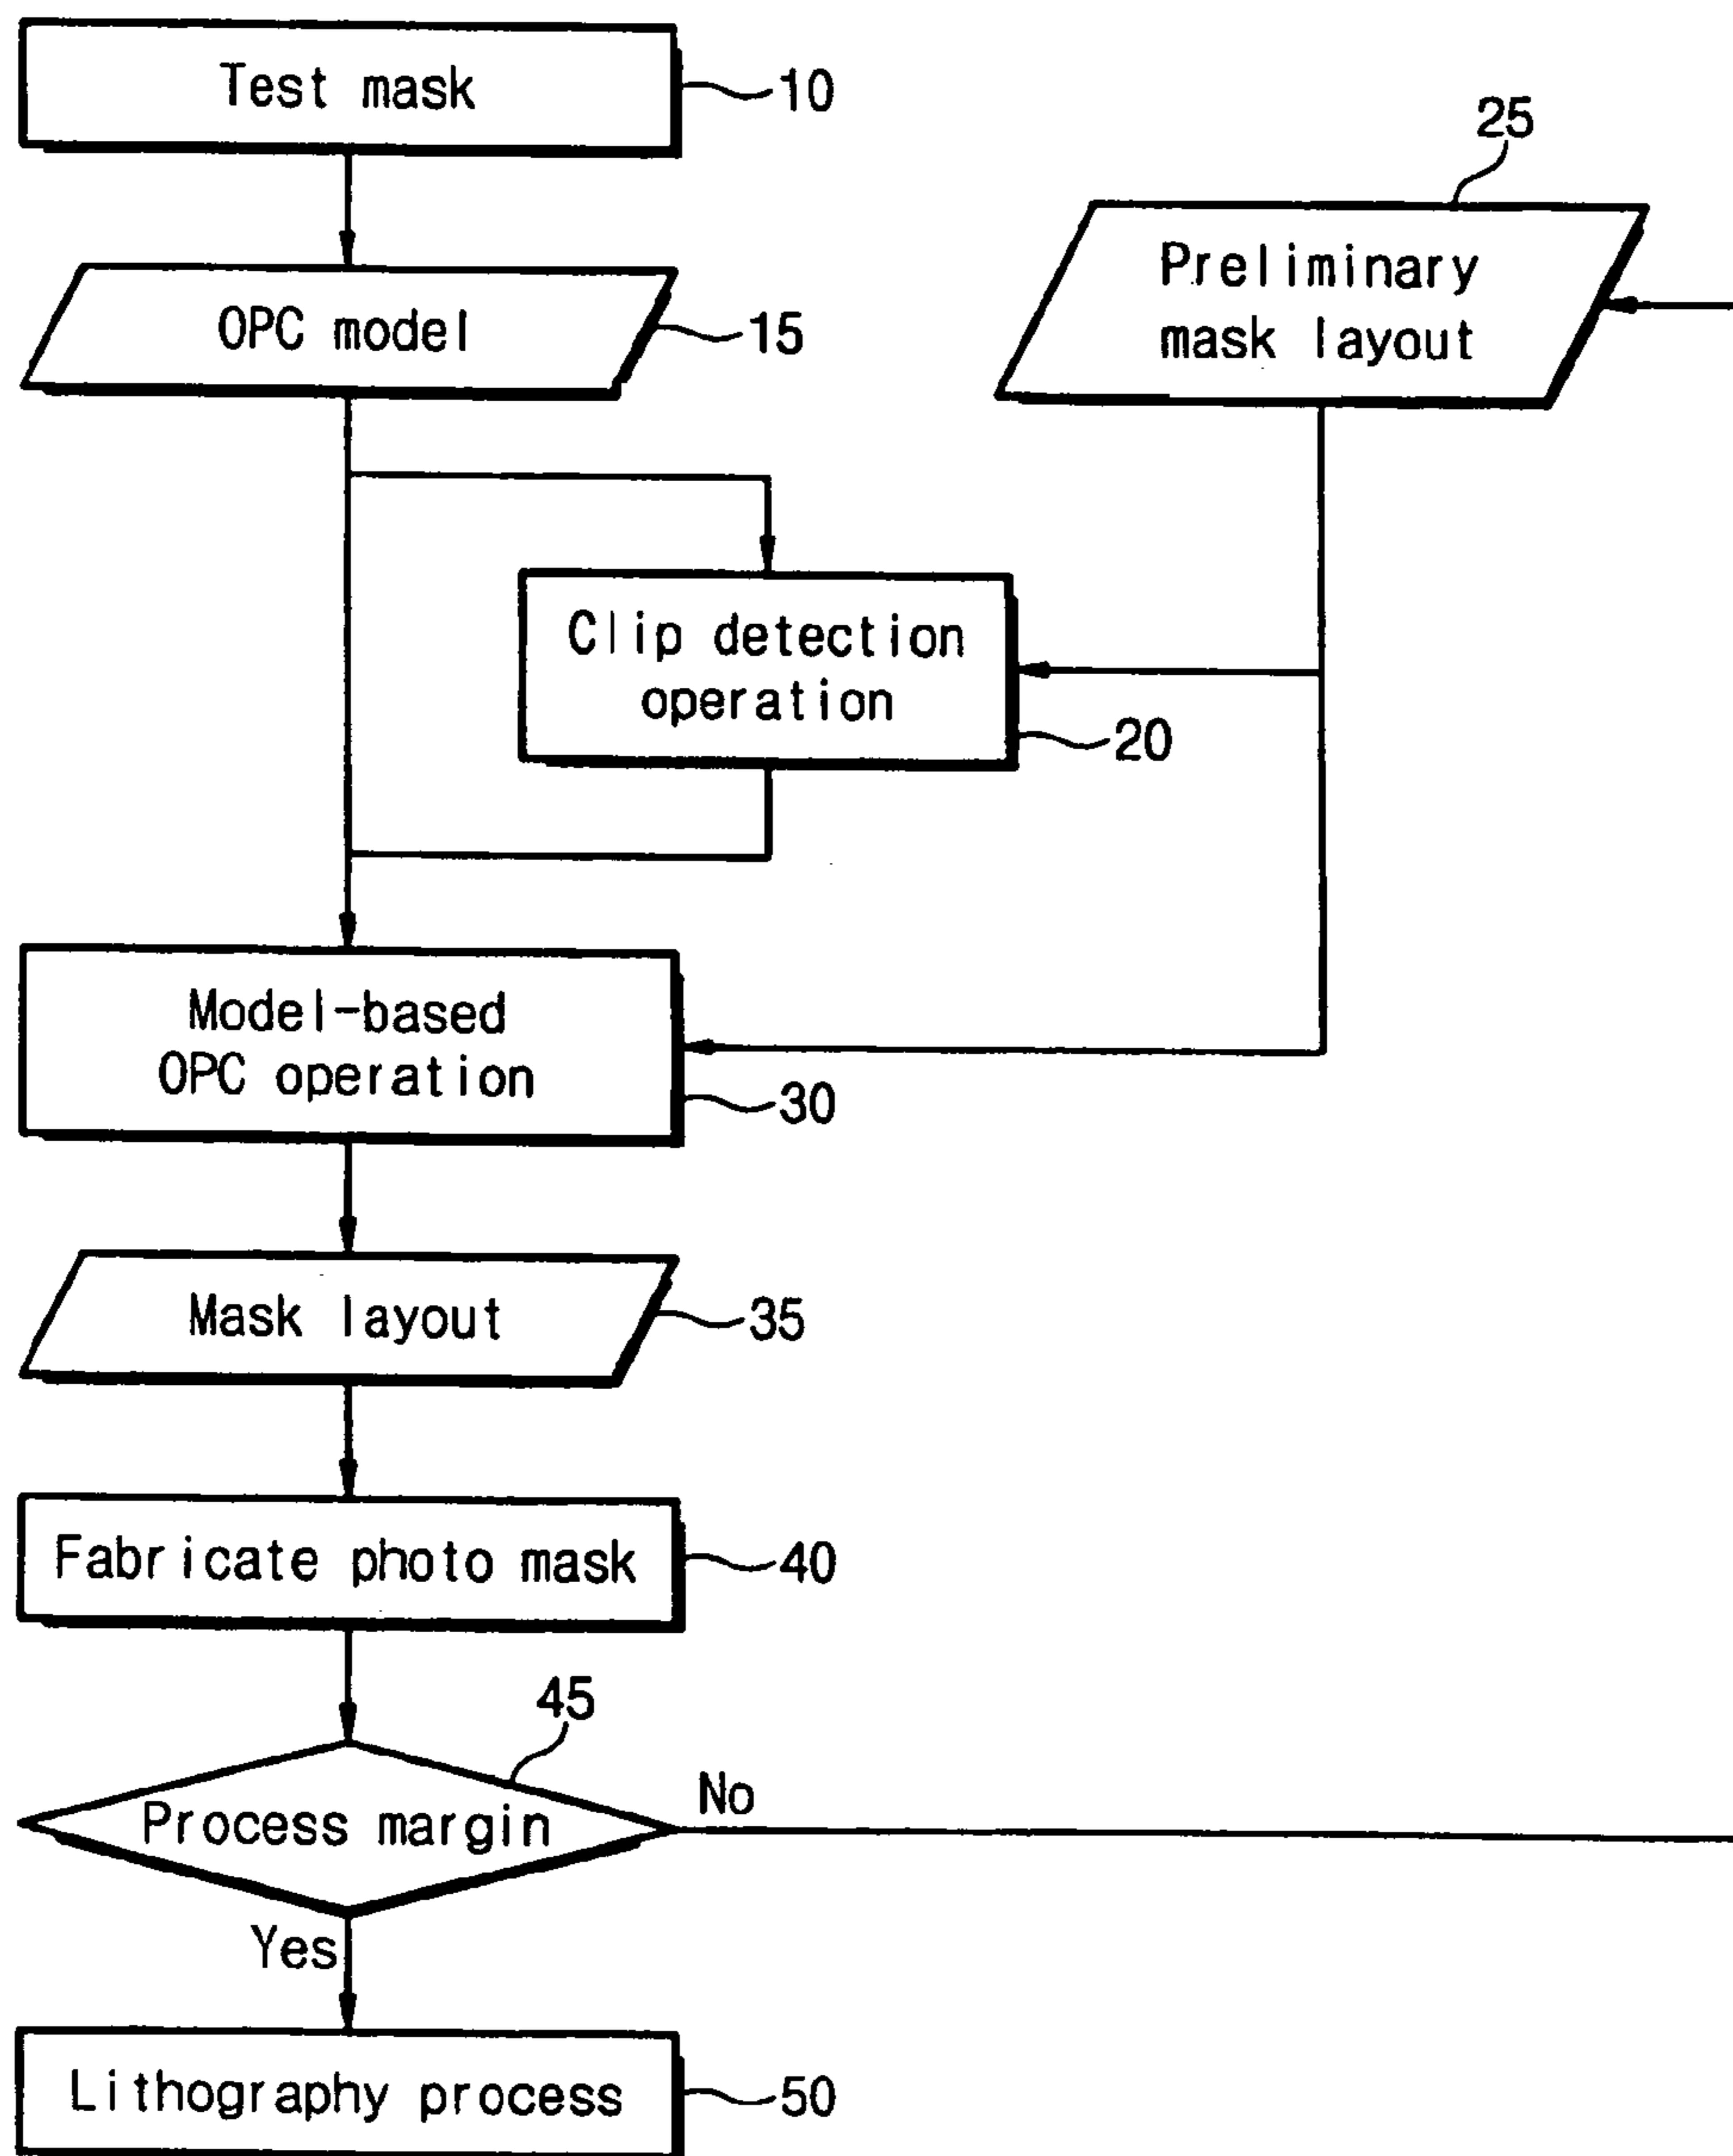 Test mask
10
25
Preliminary
mask layout
OPC model
15
Clip detection
operation
20
Model-based
OPC operation
30
Mask layout
35
Fabricate photo mask
40
45
Process margin
No
Yes
Lithography process
50